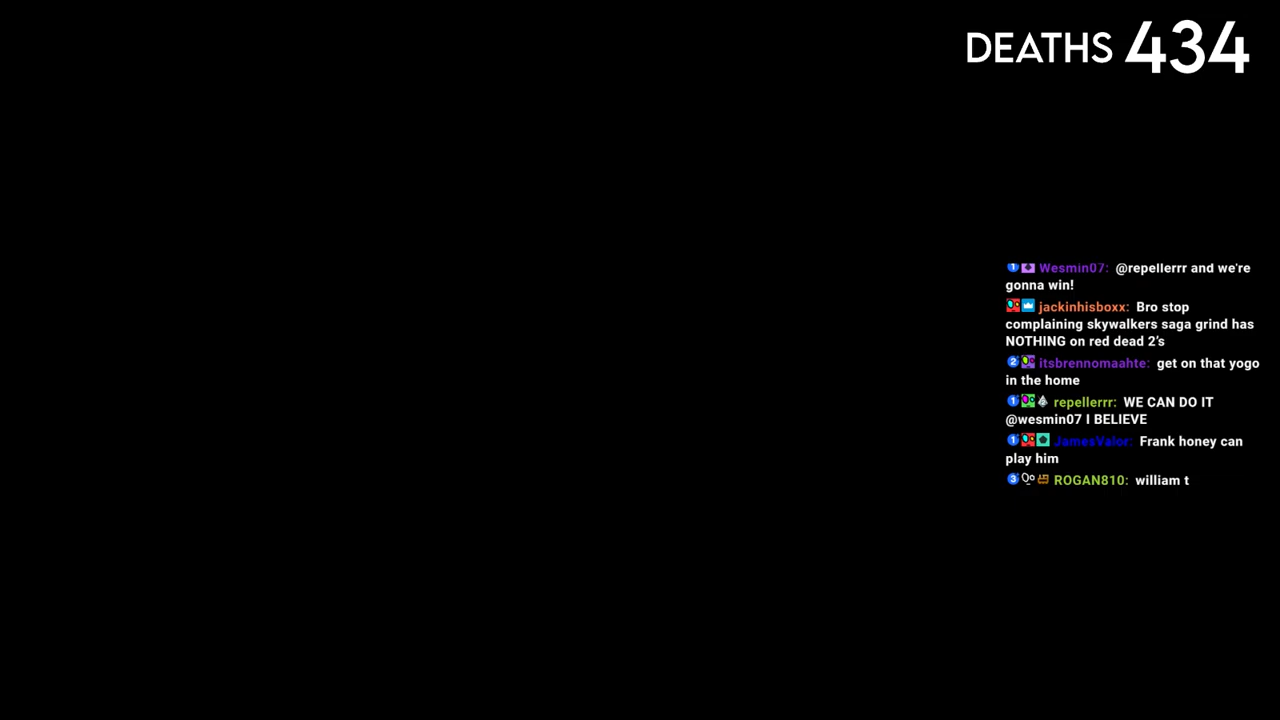 DEATHS 434
Wesmin07: @repellerrr and we're
gonna win!
jackinhisboxx: Bro stop
complaining skywalkers saga grind has
NOTHING on red dead 2's
itsbrennomaahte: get on that yogo
in the home
repellerrr: WE CAN DO IT
@wesmin07 I BELIEVE
JamesValor: Frank honey can
play him
ROGAN810: william t